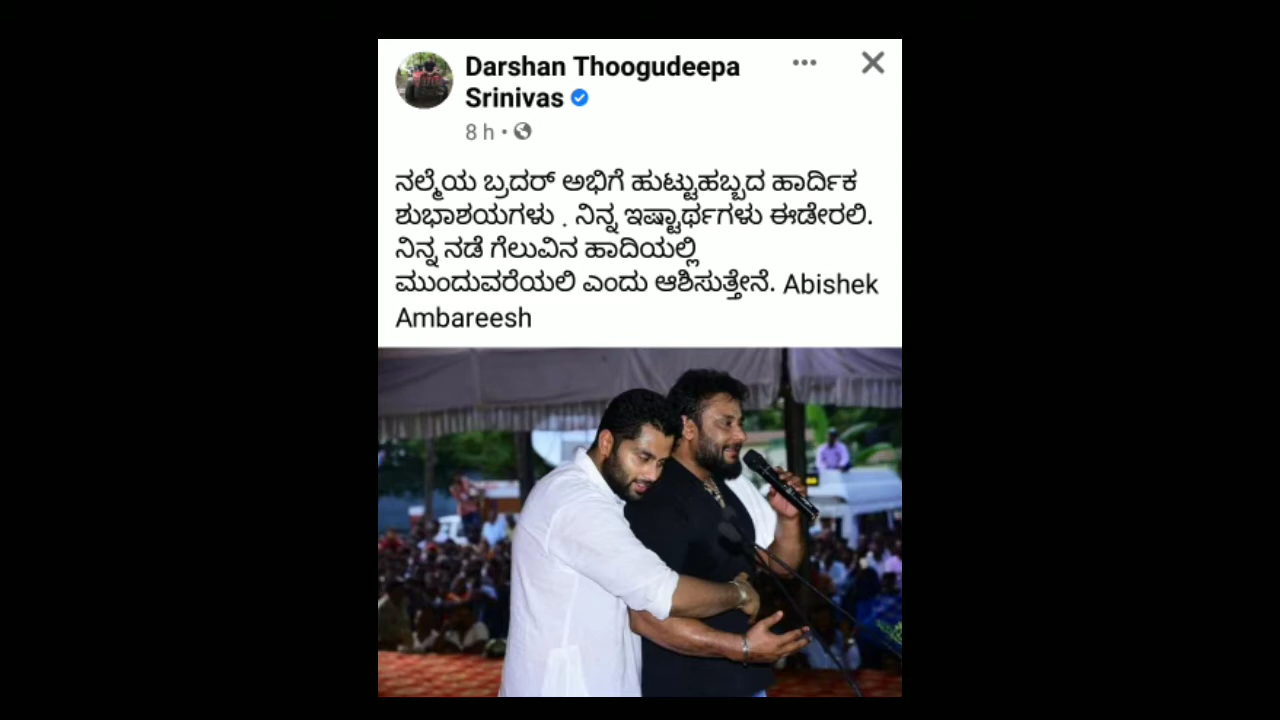 Darshan Thoogudeepa
Srinivas
8 h
ನಲ್ಮೆಯ ಬ್ರದರ್ ಅಭಿಗೆ ಹುಟ್ಟುಹಬ್ಬದ ಹಾರ್ದಿಕ
ಶುಭಾಶಯಗಳು . ನಿನ್ನ ಇಷ್ಟಾರ್ಥಗಳು ಈಡೇರಲಿ.
ನಿನ್ನ ನಡೆ ಗೆಲುವಿನ ಹಾದಿಯಲ್ಲಿ
ಮುಂದುವರೆಯಲಿ ಎಂದು ಆಶಿಸುತ್ತೇನೆ. Abishek
Ambareesh